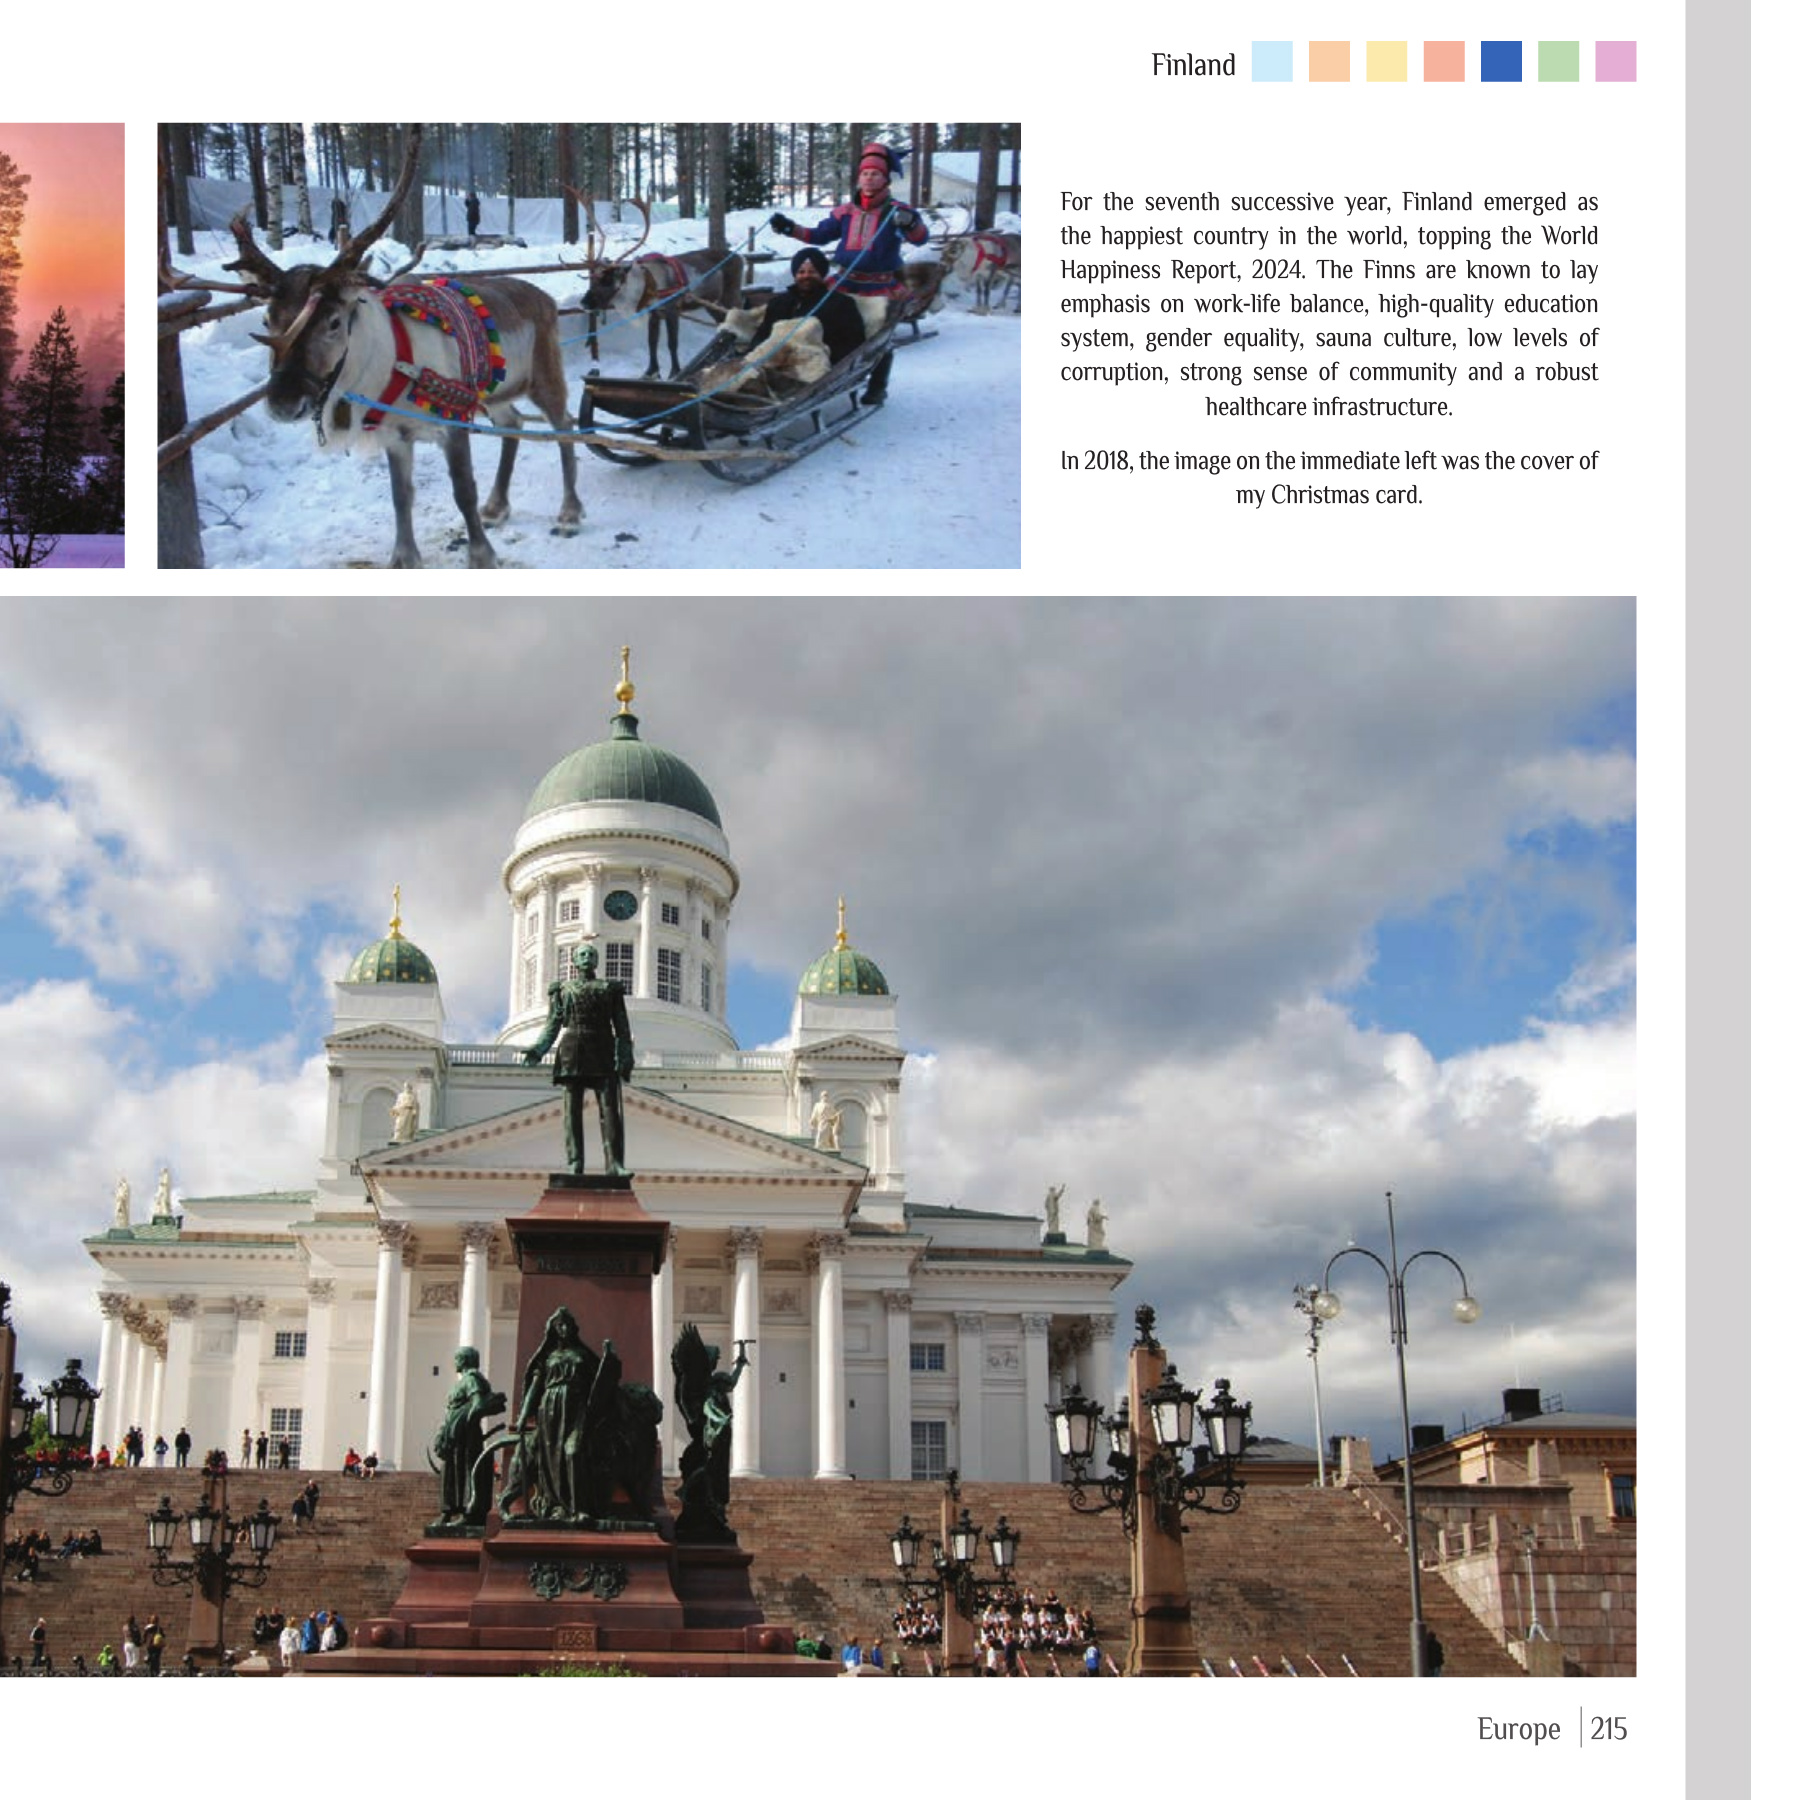 Finland
For the seventh successive year, Finland emerged as
the happiest country in the world, topping the World
Happiness Report, 2024. The Finns are known to lay
emphasis on work-life balance, high-quality education
system, gender equality, sauna culture, low levels of
corruption, strong sense of community and a robust
healthcare infrastructure.
In 2018, the image on the immediate left was the cover of
my Christmas card.
1863
Europe | 215